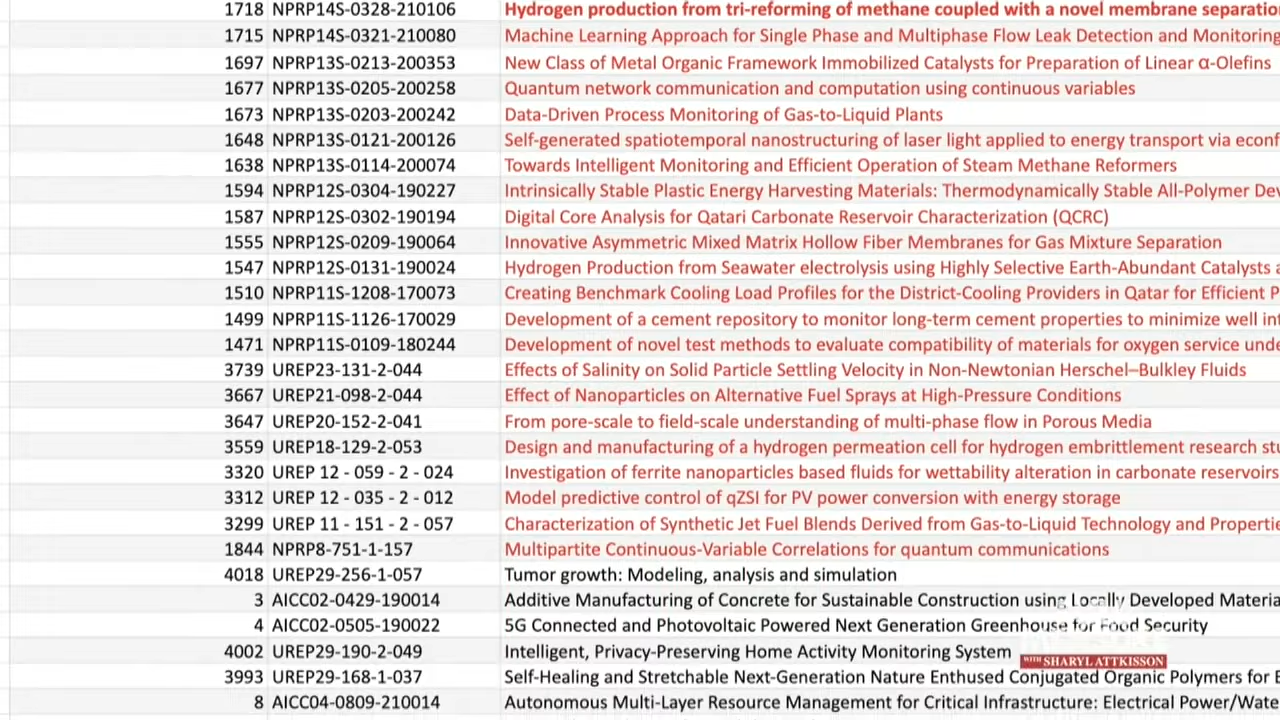 1718 NPRP14S-0328-210106 Hydrogen production from tri-reforming of methane coupled with a novel membrane separatio
1715 NPRP14S-0321-210080 Machine Learning Approach for Single Phase and Multiphase Flow Leak Detection and Monitoring
1697 NPRP13S-0213-200353 New Class of Metal Organic Framework Immobilized Catalysts for Preparation of Linear α-Olefins
1677 NPRP13S-0205-200258 Quantum network communication and computation using continuous variables
1673 NPRP13S-0203-200242 Data-Driven Process Monitoring of Gas-to-Liquid Plants
1648 NPRP13S-0121-200126 Self-generated spatiotemporal nanostructuring of laser light applied to energy transport via econf
1638 NPRP13S-0114-200074 Towards Intelligent Monitoring and Efficient Operation of Steam Methane Reformers
1594 NPRP12S-0304-190227 Intrinsically Stable Plastic Energy Harvesting Materials: Thermodynamically Stable All-Polymer Dev
1587 NPRP12S-0302-190194 Digital Core Analysis for Qatari Carbonate Reservoir Characterization (QCRC)
1555 NPRP12S-0209-190064 Innovative Asymmetric Mixed Matrix Hollow Fiber Membranes for Gas Mixture Separation
1547 NPRP12S-0131-190024 Hydrogen Production from Seawater electrolysis using Highly Selective Earth-Abundant Catalysts a
1510 NPRP11S-1208-170073 Creating Benchmark Cooling Load Profiles for the District-Cooling Providers in Qatar for Efficient P
1499 NPRP11S-1126-170029 Development of a cement repository to monitor long-term cement properties to minimize well int
1471 NPRP11S-0109-180244 Development of novel test methods to evaluate compatibility of materials for oxygen service unde
3739 UREP23-131-2-044 Effects of Salinity on Solid Particle Settling Velocity in Non-Newtonian Herschel–Bulkley Fluids
3667 UREP21-098-2-044 Effect of Nanoparticles on Alternative Fuel Sprays at High-Pressure Conditions
3647 UREP20-152-2-041 From pore-scale to field-scale understanding of multi-phase flow in Porous Media
3559 UREP18-129-2-053 Design and manufacturing of a hydrogen permeation cell for hydrogen embrittlement research stu
3320 UREP 12 - 059 - 2 - 024 Investigation of ferrite nanoparticles based fluids for wettability alteration in carbonate reservoirs
3312 UREP 12 - 035 - 2 - 012 Model predictive control of qZSI for PV power conversion with energy storage
3299 UREP 11 - 151 - 2 - 057 Characterization of Synthetic Jet Fuel Blends Derived from Gas-to-Liquid Technology and Propertie
1844 NPRP8-751-1-157 Multipartite Continuous-Variable Correlations for quantum communications
4018 UREP29-256-1-057 Tumor growth: Modeling, analysis and simulation
3 AICC02-0429-190014 Additive Manufacturing of Concrete for Sustainable Construction using Locally Developed Materia
4 AICC02-0505-190022 5G Connected and Photovoltaic Powered Next Generation Greenhouse for Food Security
4002 UREP29-190-2-049 Intelligent, Privacy-Preserving Home Activity Monitoring System
WITH SHARYL ATTKISSON
3993 UREP29-168-1-037 Self-Healing and Stretchable Next-Generation Nature Enthused Conjugated Organic Polymers for E
8 AICC04-0809-210014 Autonomous Multi-Layer Resource Management for Critical Infrastructure: Electrical Power/Wate